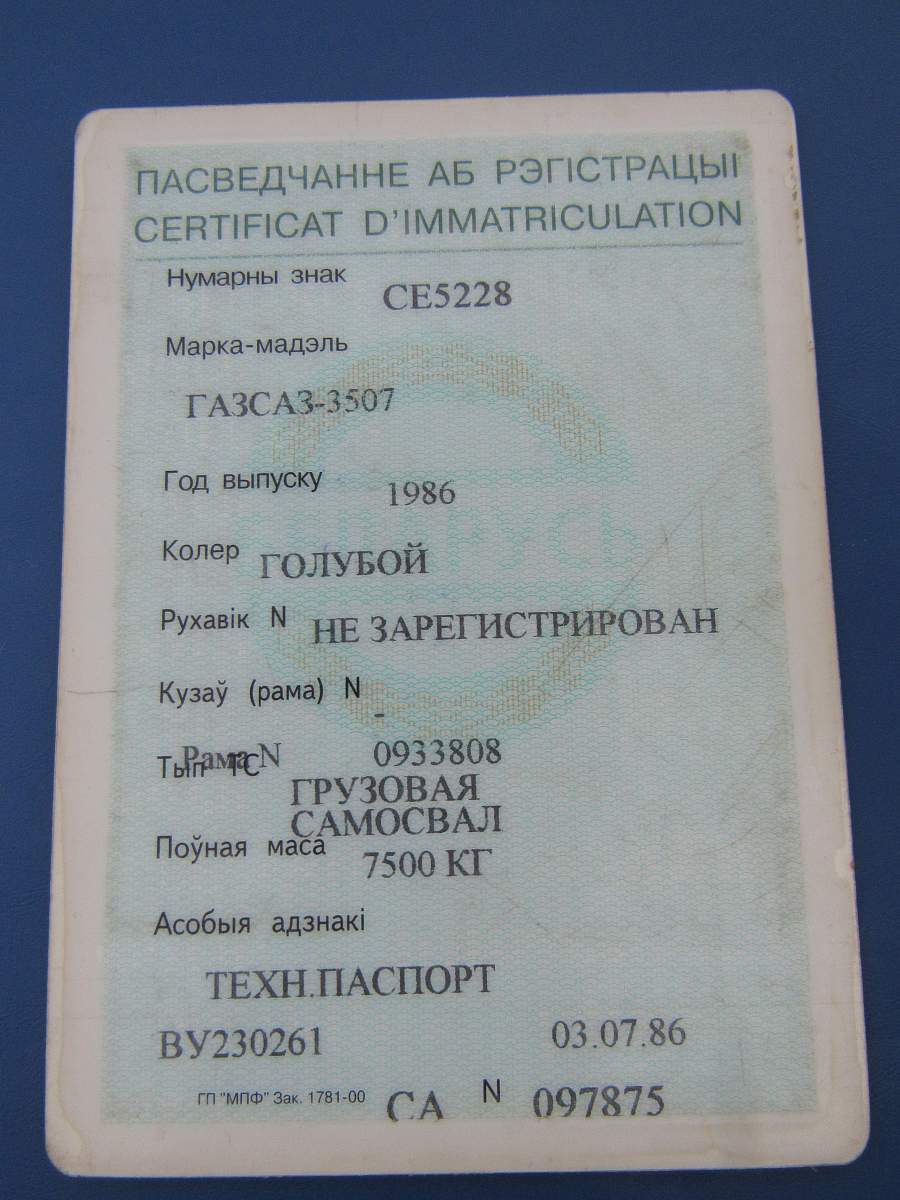 ПАСВЕДЧАННЕ АБ РЭГІСТРАЦЫІ
CERTIFICAT D'IMMATRICULATION
Нумарны знак СЕ5228
Марка-мадэль
ГАЗСАЗ-3507
Год выпуску 1986
Колер ГОЛУБОЙ
Рухавік N НЕ ЗАРЕГИСТРИРОВАН
Кузаў (рама) N -
Рама N 0933808
Тып ТС ГРУЗОВАЯ
САМОСВАЛ
Поўная маса 7500 КГ
Асобыя адзнакі
ТЕХН.ПАСПОРТ
ВУ230261 03.07.86
ГП "МПФ" Зак. 1781-00 СА N 097875